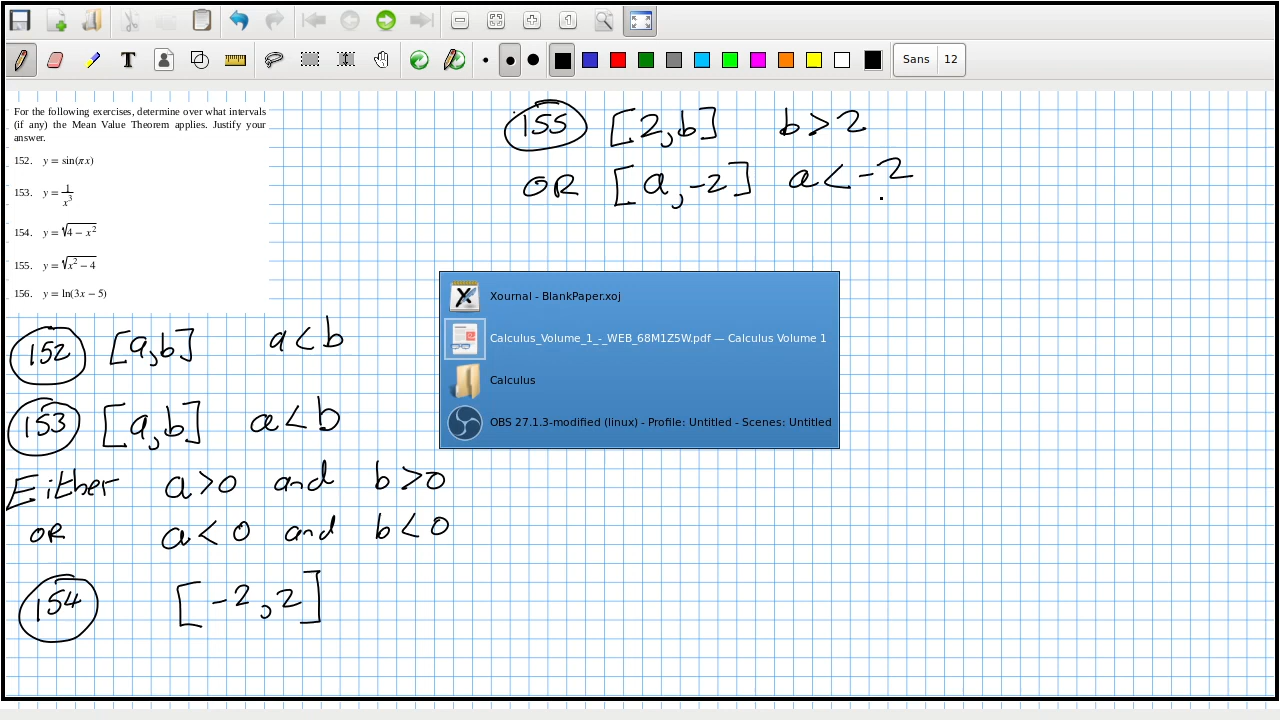 Sans 12
For the following exercises, determine over what intervals
(if any) the Mean Value Theorem applies. Justify your
answer.
152. y = sin(πx)
153. y = 1/x³
154. y = √(4 − x²)
155. y = √(x² − 4)
156. y = ln(3x − 5)
152 [a,b] a < b
153 [a,b] a < b
Either a > 0 and b > 0
OR a < 0 and b < 0
154 [-2,2]
155 [2,b] b > 2
OR [a,-2] a < -2
Xournal - BlankPaper.xoj
Calculus_Volume_1_-_WEB_68M1Z5W.pdf — Calculus Volume 1
Calculus
OBS 27.1.3-modified (linux) - Profile: Untitled - Scenes: Untitled